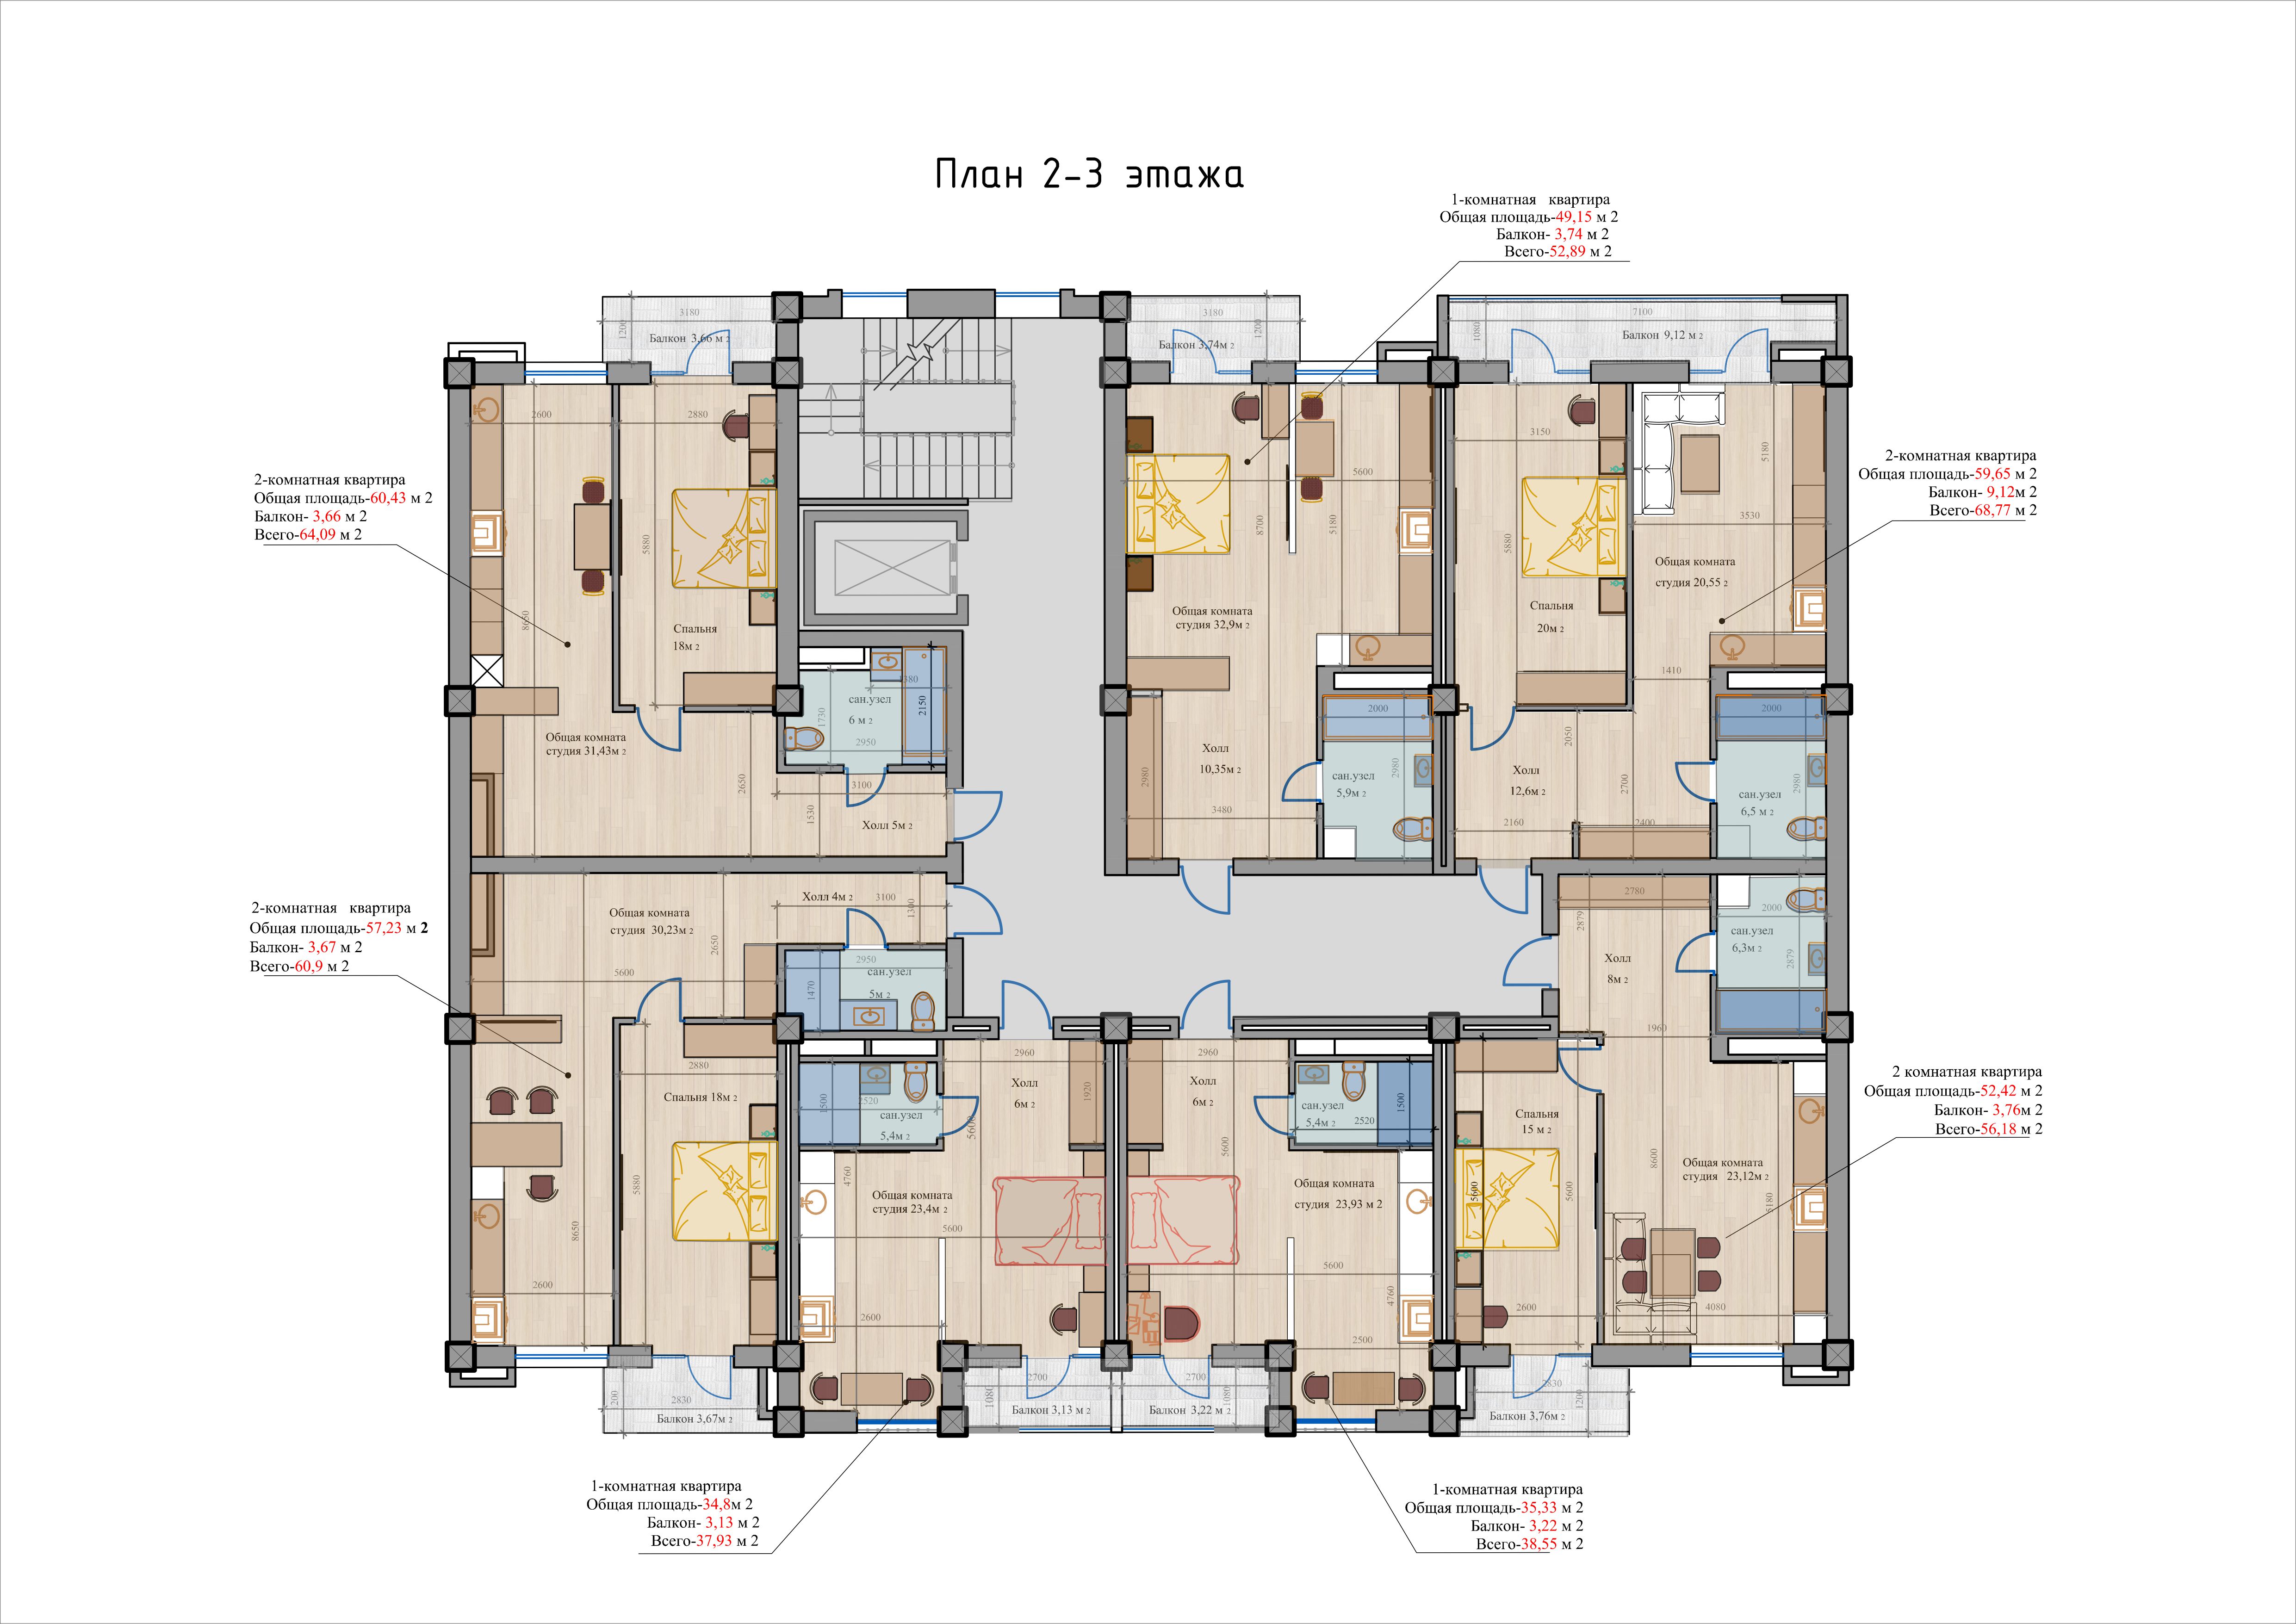 План 2-3 этажа
1-комнатная квартира
Общая площадь-49,15 м 2
Балкон- 3,74 м 2
Всего-52,89 м 2
2-комнатная квартира
Общая площадь-60,43 м 2
Балкон- 3,66 м 2
Всего-64,09 м 2
2-комнатная квартира
Общая площадь-59,65 м 2
Балкон- 9,12м 2
Всего-68,77 м 2
2-комнатная квартира
Общая площадь-57,23 м 2
Балкон- 3,67 м 2
Всего-60,9 м 2
2 комнатная квартира
Общая площадь-52,42 м 2
Балкон- 3,76м 2
Всего-56,18 м 2
1-комнатная квартира
Общая площадь-34,8м 2
Балкон- 3,13 м 2
Всего-37,93 м 2
1-комнатная квартира
Общая площадь-35,33 м 2
Балкон- 3,22 м 2
Всего-38,55 м 2
3180
1200
Балкон 3,66 м 2
2600
2880
5880
8650
Спальня
18м 2
Общая комната
студия 31,43м 2
2650
сан.узел
6 м 2
1380
2150
1730
2950
3100
1530
Холл 5м 2
3180
1200
Балкон 3,74м 2
5600
8700
5180
Общая комната
студия 32,9м 2
Холл
10,35м 2
2980
3480
2000
сан.узел
5,9м 2
2980
7100
1080
Балкон 9,12 м 2
3150
5880
5180
3530
Общая комната
студия 20,55 2
Спальня
20м 2
1410
2050
2700
Холл
12,6м 2
2160
2400
2000
сан.узел
6,5 м 2
2980
Общая комната
студия 30,23м 2
Холл 4м 2
3100
1300
2650
5600
2950
сан.узел
5м 2
1470
2880
Спальня 18м 2
5880
8650
2600
2830
Балкон 3,67м 2
2960
Холл
6м 2
1920
1500
2520
сан.узел
5,4м 2
5600
4760
Общая комната
студия 23,4м 2
5600
2600
2700
1080
Балкон 3,13 м 2
2960
Холл
6м 2
сан.узел
5,4м 2
2520
1500
5600
Общая комната
студия 23,93 м 2
5600
4760
2500
2700
1080
Балкон 3,22 м 2
2780
2879
Холл
8м 2
2000
сан.узел
6,3м 2
2879
1960
Спальня
15 м 2
5600
5600
8600
Общая комната
студия 23,12м 2
5180
2600
4080
2830
1200
Балкон 3,76м 2